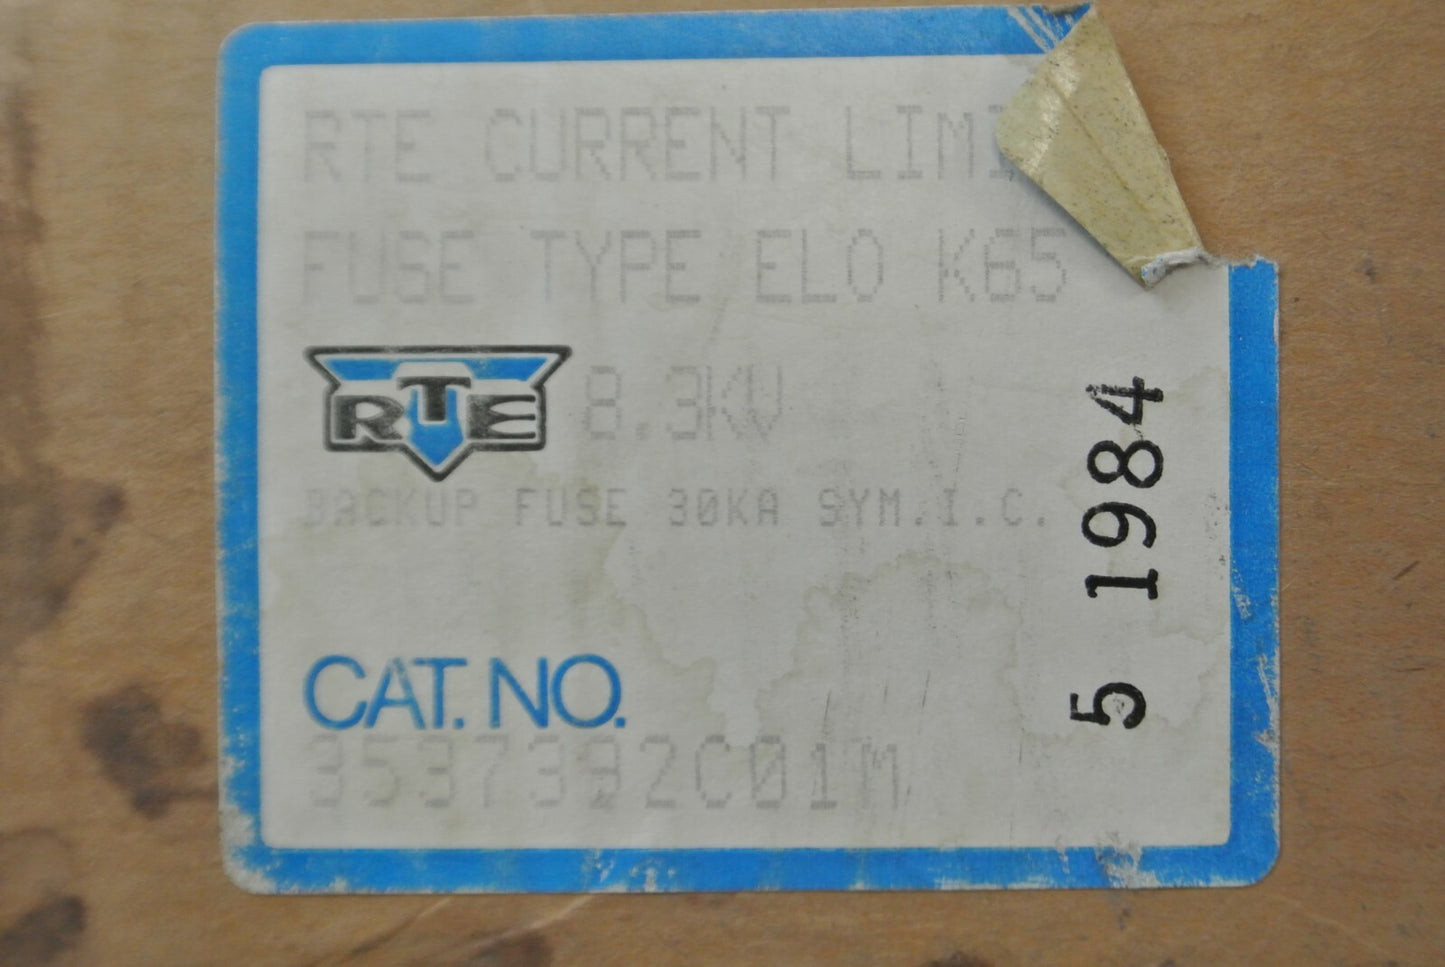 RTE CURRENT LIMI
FUSE TYPE ELO K65
RTE 8.3KV
BACKUP FUSE 30KA SYM.I.C.
CAT. NO.
3537392C01M
5 1984